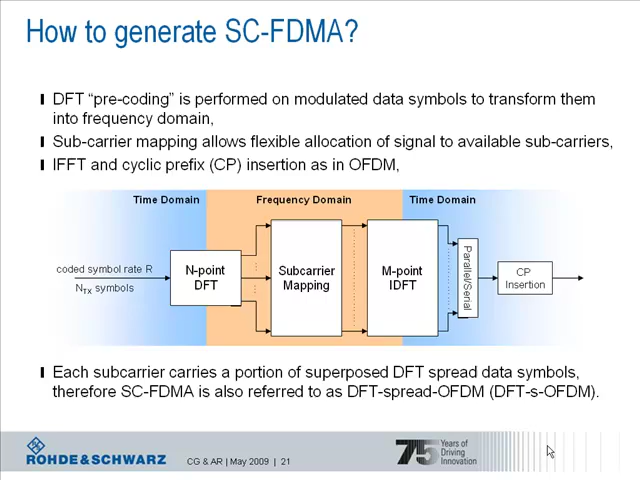 How to generate SC-FDMA?
DFT “pre-coding” is performed on modulated data symbols to transform them
into frequency domain,
Sub-carrier mapping allows flexible allocation of signal to available sub-carriers,
IFFT and cyclic prefix (CP) insertion as in OFDM,
Time Domain
Frequency Domain
Time Domain
coded symbol rate R
NTX symbols
N-point
DFT
Subcarrier
Mapping
M-point
IDFT
Parallel/Serial
CP
Insertion
Each subcarrier carries a portion of superposed DFT spread data symbols,
therefore SC-FDMA is also referred to as DFT-spread-OFDM (DFT-s-OFDM).
ROHDE & SCHWARZ
CG & AR | May 2009 | 21
75 Years of
Driving
Innovation